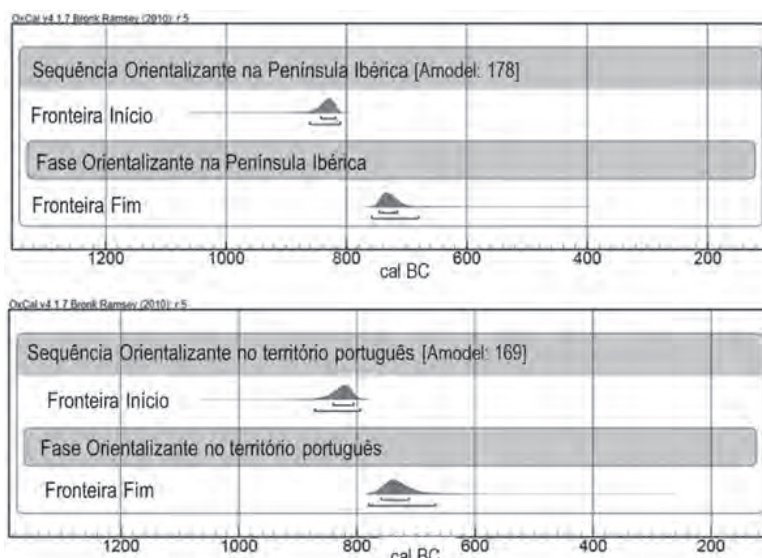 OxCal v4.1.7 Bronk Ramsey (2010); r:5
Sequência Orientalizante na Península Ibérica [Amodel: 178]
Fronteira Início
Fase Orientalizante na Península Ibérica
Fronteira Fim
1200 1000 800 600 400 200
cal BC
OxCal v4.1.7 Bronk Ramsey (2010); r:5
Sequência Orientalizante no território português [Amodel: 169]
Fronteira Início
Fase Orientalizante no território português
Fronteira Fim
1200 1000 800 600 400 200
cal BC